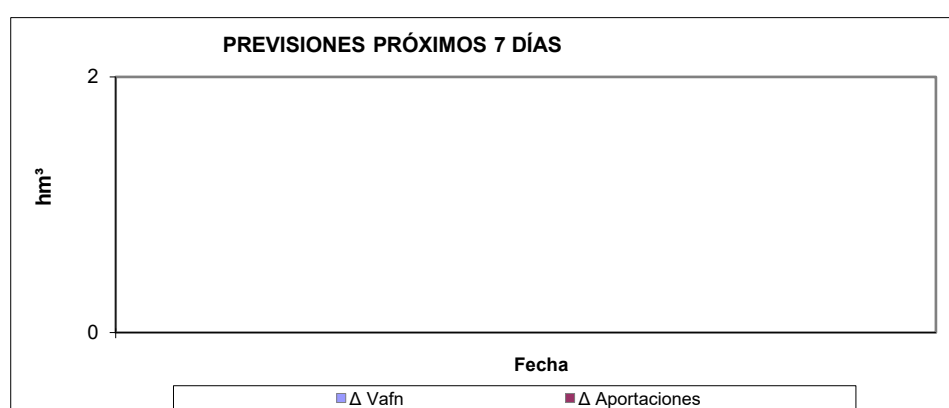 PREVISIONES PRÓXIMOS 7 DÍAS
2
hm³
0
Fecha
Δ Vafn Δ Aportaciones